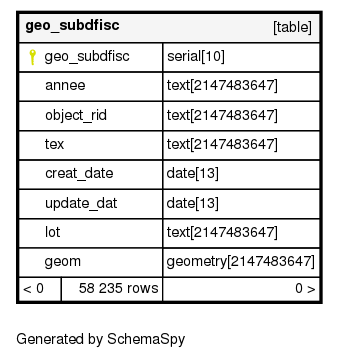 geo_subdfisc [table]
geo_subdfisc serial[10]
annee text[2147483647]
object_rid text[2147483647]
tex text[2147483647]
creat_date date[13]
update_dat date[13]
lot text[2147483647]
geom geometry[2147483647]
< 0 58 235 rows 0 >
Generated by SchemaSpy